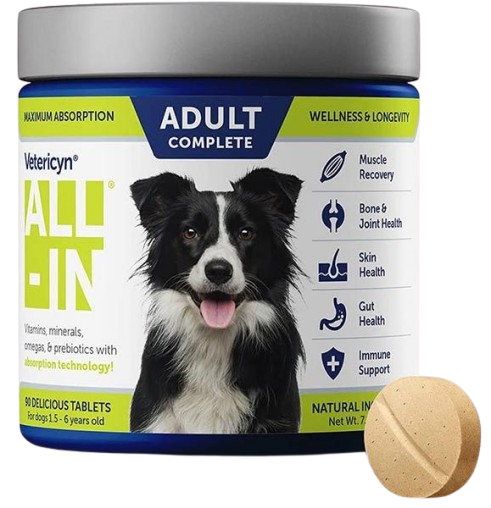 ADULT
COMPLETE
MAXIMUM ABSORPTION
WELLNESS & LONGEVITY
Vetericyn®
ALL®
-IN
Vitamins, minerals,
omegas, & prebiotics with
absorption technology!
90 DELICIOUS TABLETS
For dogs 1.5 - 6 years old
Muscle
Recovery
Bone &
Joint Health
Skin
Health
Gut
Health
Immune
Support
NATURAL
Net Wt.